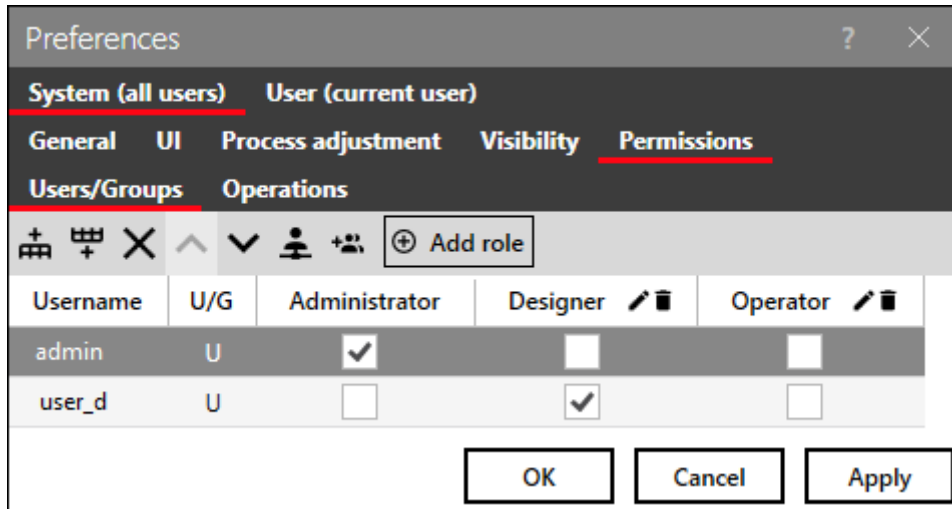 Preferences ?
System (all users) User (current user)
General UI Process adjustment Visibility Permissions
Users/Groups Operations
Add role
Username U/G Administrator Designer Operator
admin U
user_d U
OK Cancel Apply